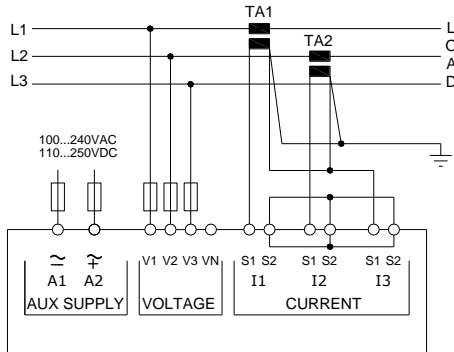 TA1
L1
L
TA2
L2
O
A
L3
D
100...240VAC
110...250VDC
V1 V2 V3 VN
S1 S2 S1 S2 S1 S2
A1 A2
I1 I2 I3
AUX SUPPLY
VOLTAGE
CURRENT